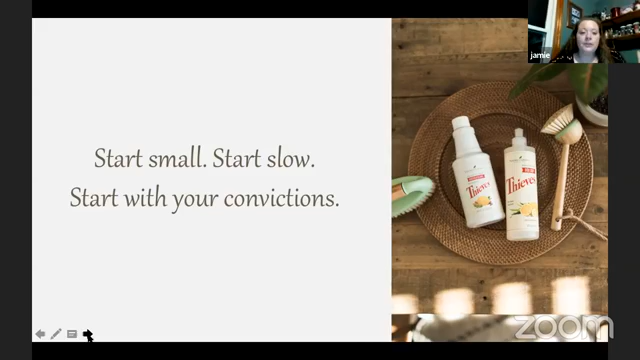 jamie
Start small. Start slow.
Start with your convictions.
Thieves
Thieves
zoom